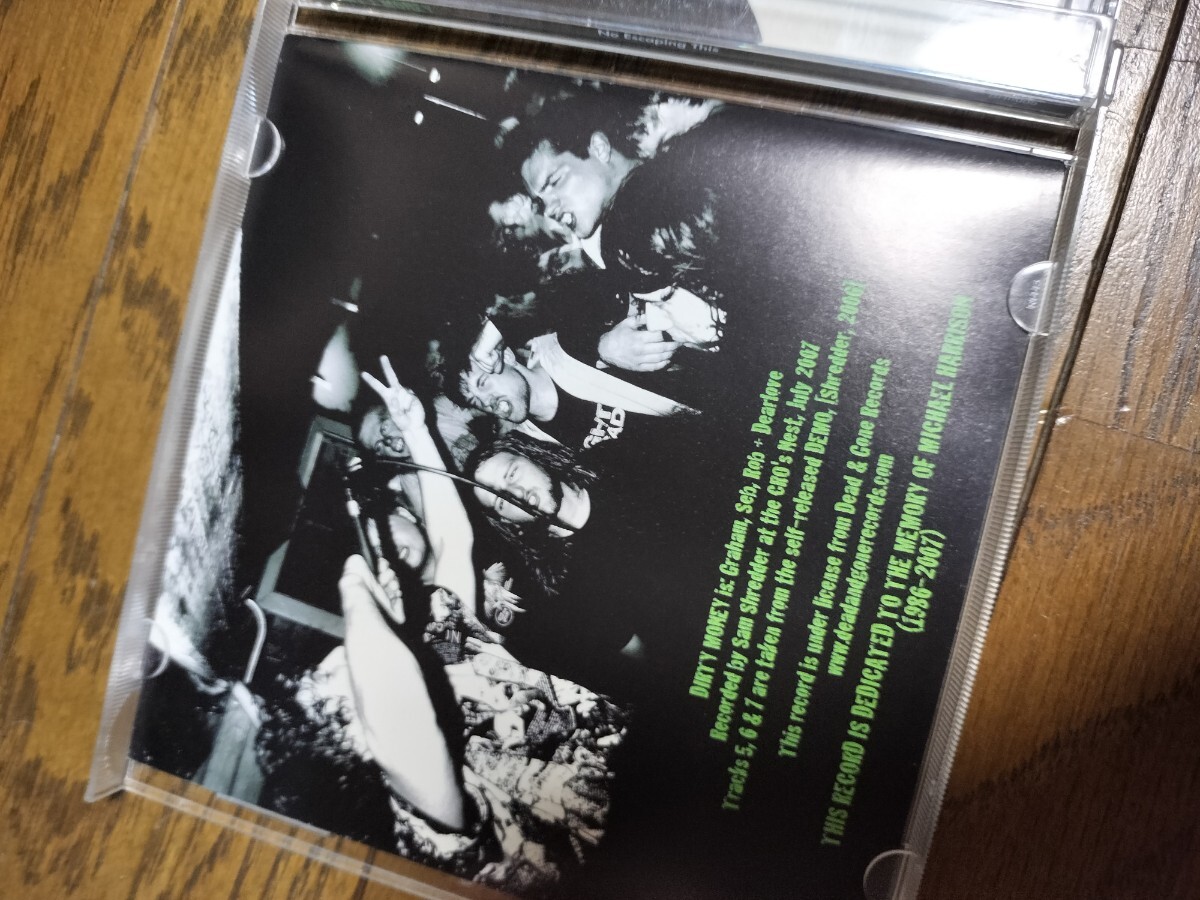 No Escaping This
GHT
AD
DIRTY MONEY is: Graham, Seb, Rob + Dearlove
Recorded by Sam Shredder at the CRO's Nest, July 2007
Tracks 5, 6 & 7 are taken from the self-released DEMO, [Shredder, 2006]
This record is under license from Dead & Gone Records
www.deadandgonerecords.com
THIS RECORD IS DEDICATED TO THE MEMORY OF MICHAEL HARRISON
(1986-2007)